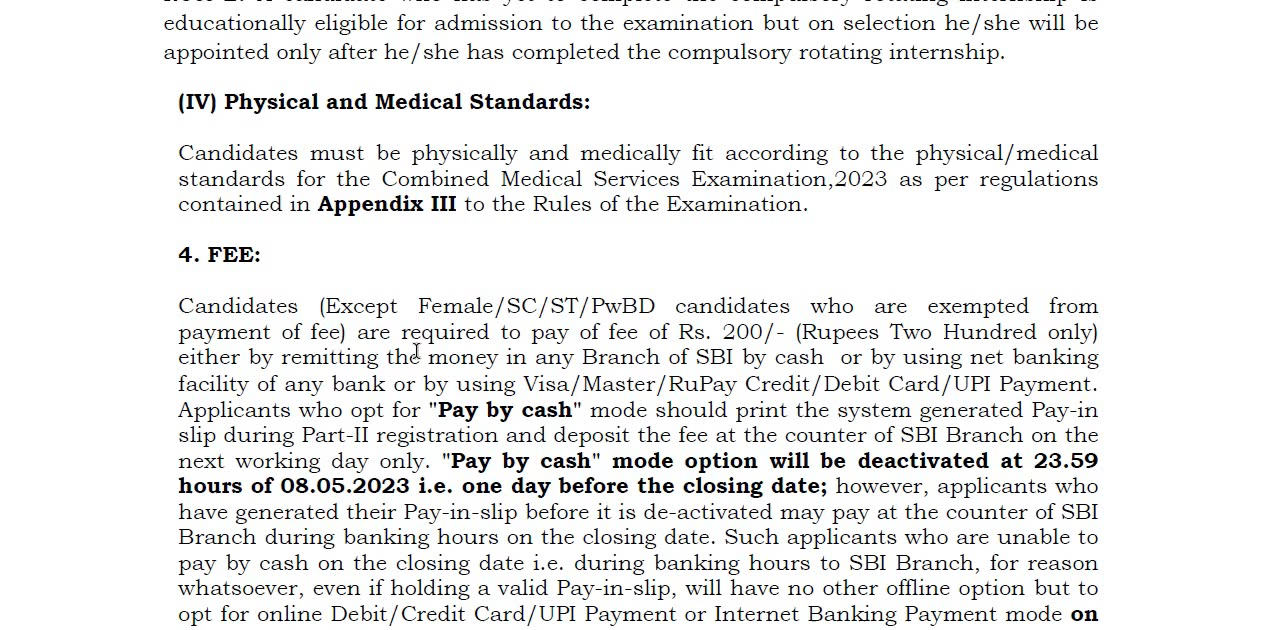 educationally eligible for admission to the examination but on selection he/she will be
appointed only after he/she has completed the compulsory rotating internship.
(IV) Physical and Medical Standards:
Candidates must be physically and medically fit according to the physical/medical
standards for the Combined Medical Services Examination,2023 as per regulations
contained in Appendix III to the Rules of the Examination.
4. FEE:
Candidates (Except Female/SC/ST/PwBD candidates who are exempted from
payment of fee) are required to pay of fee of Rs. 200/- (Rupees Two Hundred only)
either by remitting the money in any Branch of SBI by cash or by using net banking
facility of any bank or by using Visa/Master/RuPay Credit/Debit Card/UPI Payment.
Applicants who opt for "Pay by cash" mode should print the system generated Pay-in
slip during Part-II registration and deposit the fee at the counter of SBI Branch on the
next working day only. "Pay by cash" mode option will be deactivated at 23.59
hours of 08.05.2023 i.e. one day before the closing date; however, applicants who
have generated their Pay-in-slip before it is de-activated may pay at the counter of SBI
Branch during banking hours on the closing date. Such applicants who are unable to
pay by cash on the closing date i.e. during banking hours to SBI Branch, for reason
whatsoever, even if holding a valid Pay-in-slip, will have no other offline option but to
opt for online Debit/Credit Card/UPI Payment or Internet Banking Payment mode on